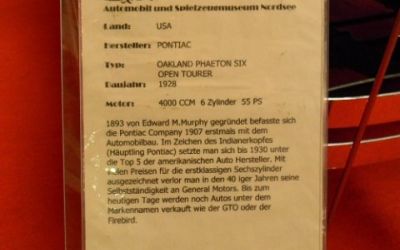 Automobil und Spielzeugmuseum Nordsee
Land: USA
Hersteller: PONTIAC
Typ: OAKLAND PHAETON SIX
OPEN TOURER
Baujahr: 1928
Motor: 4000 CCM 6 Zylinder 55 PS
1893 von Edward M.Murphy gegründet befasste sich
die Pontiac Company 1907 erstmals mit dem
Automobilbau. Im Zeichen des Indianerkopfes
(Häuptling Pontiac) setzte man sich bis 1930 unter
die Top 5 der amerikanischen Auto Hersteller. Mit
den Preisen für die erstklassigen Sechszylinder
ausgezeichnet verlor man in den 40 iger Jahren seine
Selbstständigkeit an General Motors. Bis zum
heutigen Tage werden noch Autos unter dem
Markennamen verkauft wie der GTO oder der
Firebird.